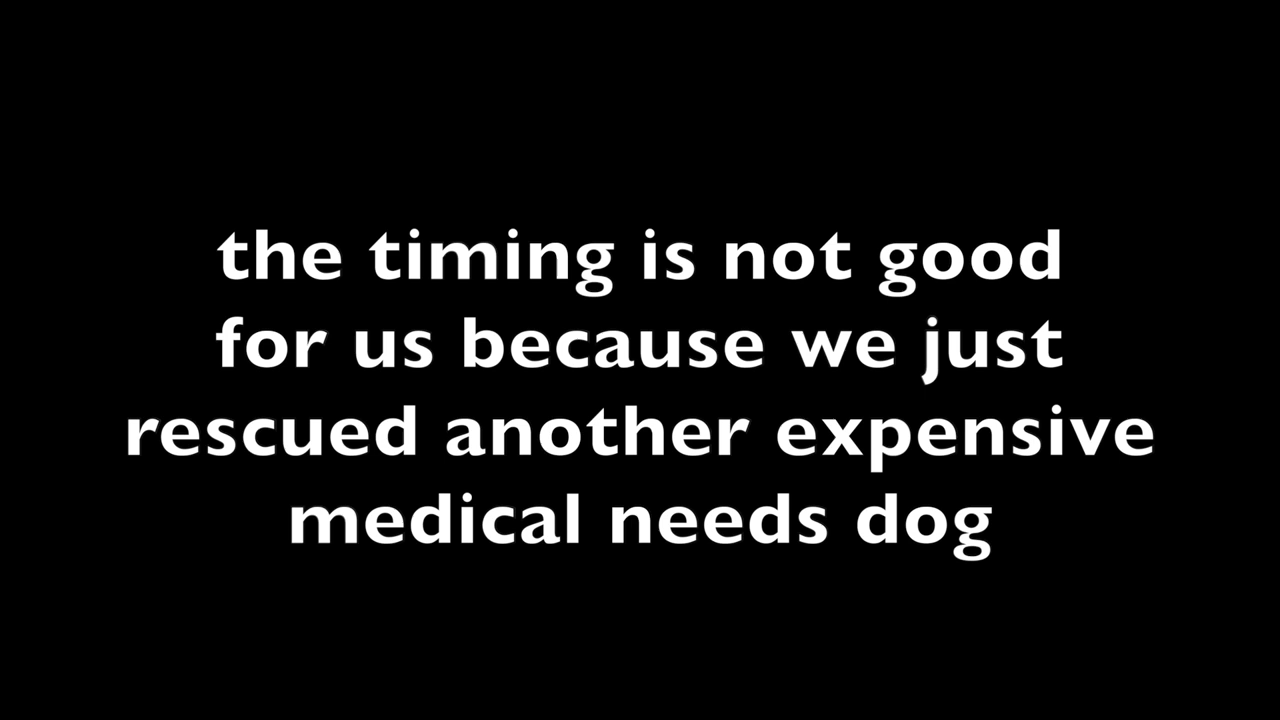 the timing is not good
for us because we just
rescued another expensive
medical needs dog